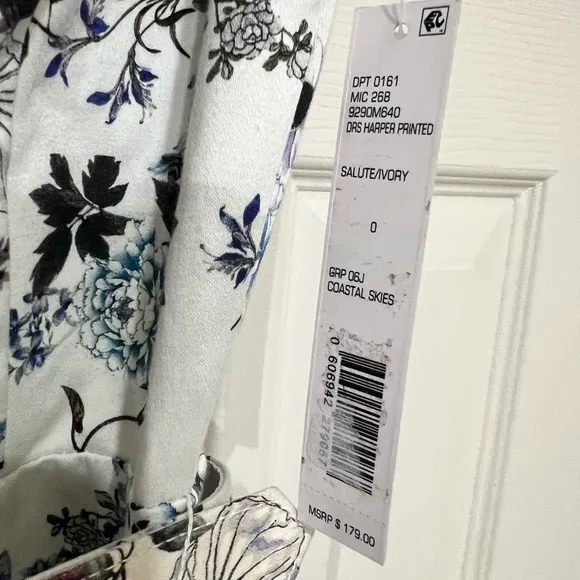 DPT 0161
MIC 268
9290M640
DRS HARPER PRINTED
SALUTE/IVORY
0
GRP 06J
COASTAL SKIES
0 606942 279067
MSRP $ 179.00